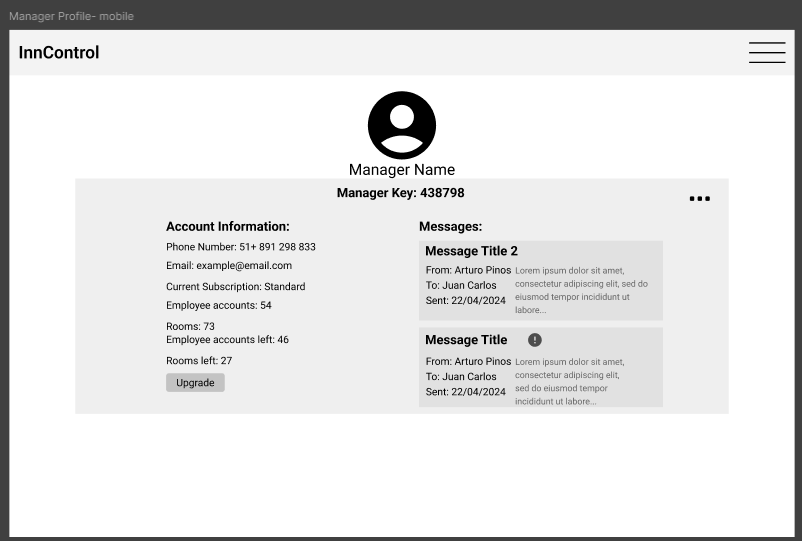 Manager Profile- mobile
InnControl
Manager Name
Manager Key: 438798
Account Information:
Phone Number: 51+ 891 298 833
Email: example@email.com
Current Subscription: Standard
Employee accounts: 54
Rooms: 73
Employee accounts left: 46
Rooms left: 27
Upgrade
Messages:
Message Title 2
From: Arturo Pinos
To: Juan Carlos
Sent: 22/04/2024
Lorem ipsum dolor sit amet,
consectetur adipiscing elit, sed do
eiusmod tempor incididunt ut
labore...
Message Title
From: Arturo Pinos
To: Juan Carlos
Sent: 22/04/2024
Lorem ipsum dolor sit amet,
consectetur adipiscing elit,
sed do eiusmod tempor
incididunt ut labore...